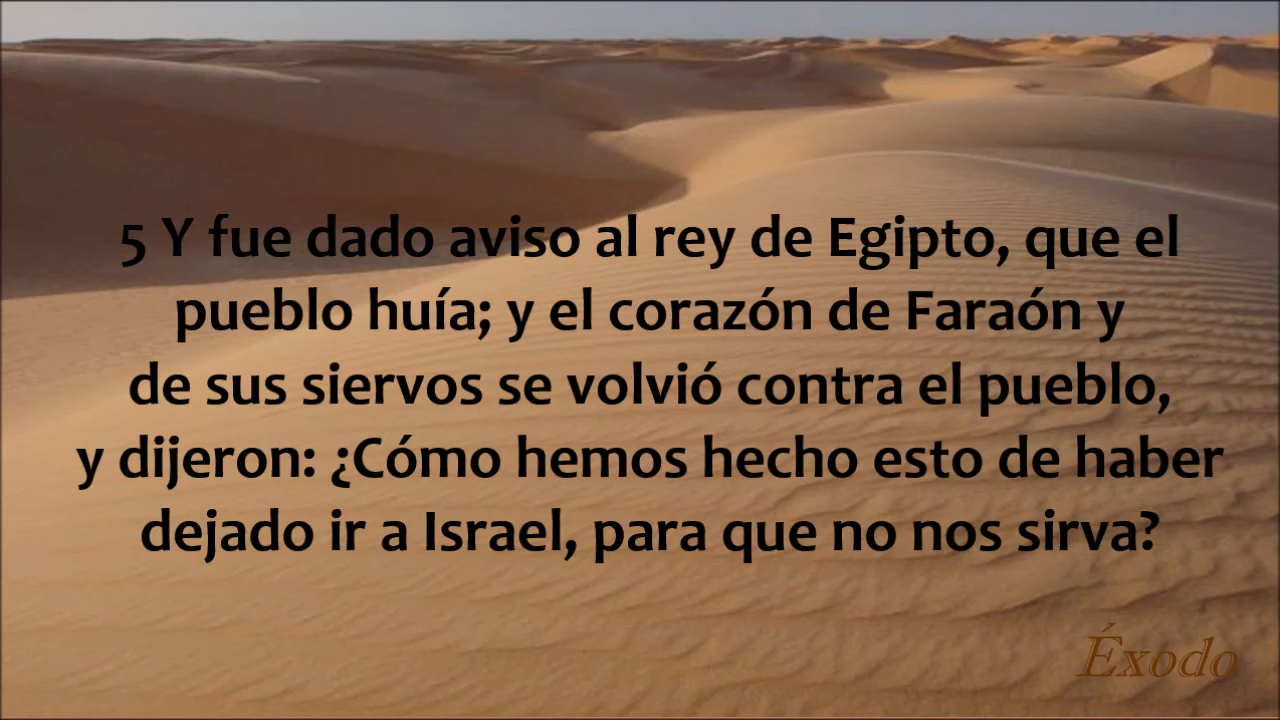 5 Y fue dado aviso al rey de Egipto, que el
pueblo huía; y el corazón de Faraón y
de sus siervos se volvió contra el pueblo,
y dijeron: ¿Cómo hemos hecho esto de haber
dejado ir a Israel, para que no nos sirva?
Éxodo